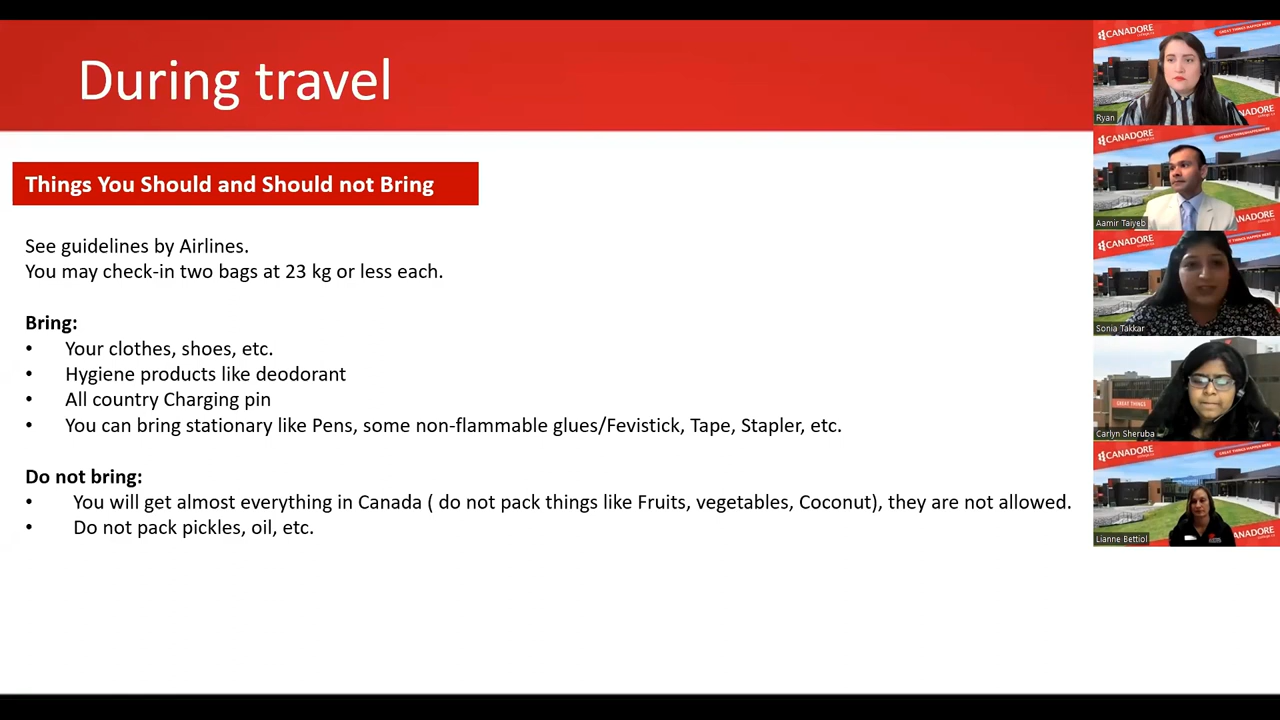 During travel
Things You Should and Should not Bring
See guidelines by Airlines.
You may check-in two bags at 23 kg or less each.
Bring:
• Your clothes, shoes, etc.
• Hygiene products like deodorant
• All country Charging pin
• You can bring stationary like Pens, some non-flammable glues/Fevistick, Tape, Stapler, etc.
Do not bring:
• You will get almost everything in Canada ( do not pack things like Fruits, vegetables, Coconut), they are not allowed.
• Do not pack pickles, oil, etc.
CANADORE
Ryan
CANADORE
Aamir Taiyeb
CANADORE
Sonia Takkar
GREAT THINGS
Carlyn Sheruba
CANADORE
Lianne Bettiol